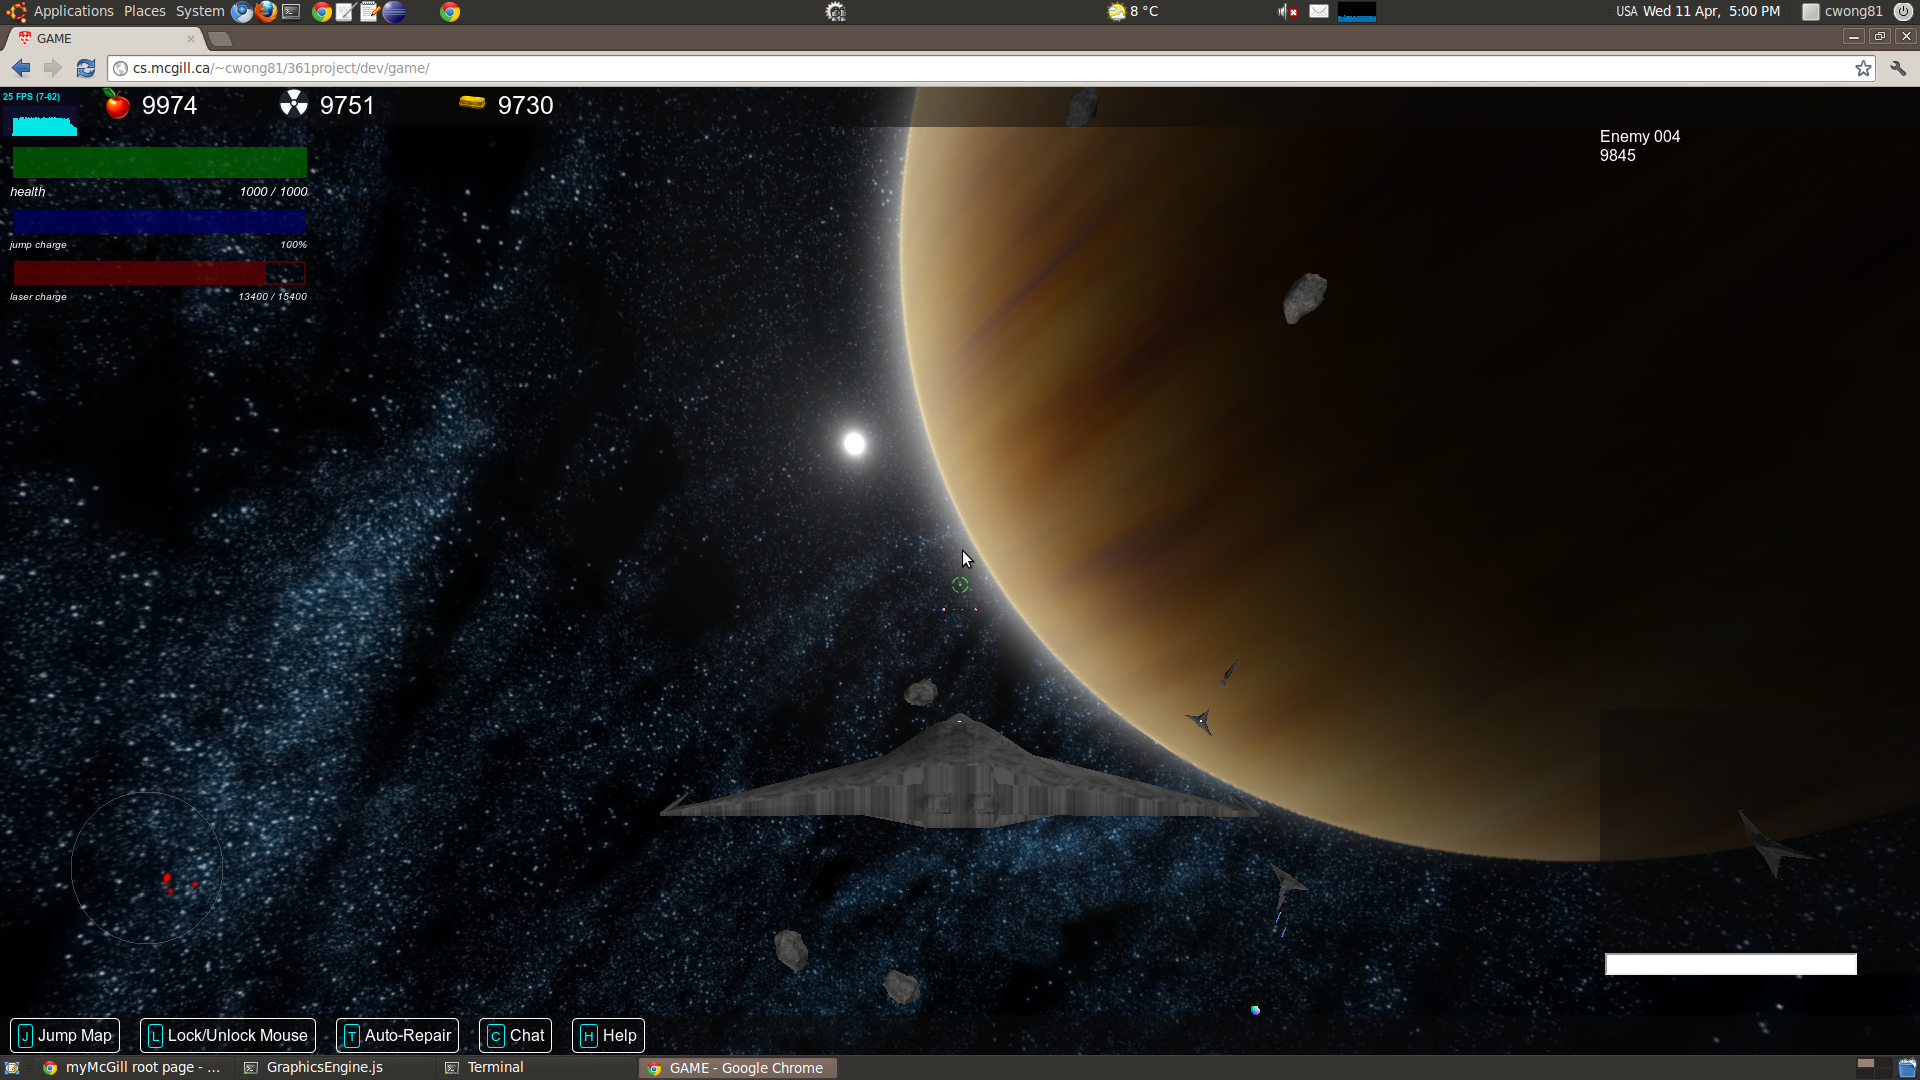 Applications Places System 8 °C USA Wed 11 Apr, 5:00 PM cwong81
GAME
cs.mcgill.ca/~cwong81/361project/dev/game/
25 FPS (7-62)
9974 9751 9730
Enemy 004
9845
health 1000 / 1000
jump charge 100%
laser charge 13400 / 15400
J Jump Map L Lock/Unlock Mouse T Auto-Repair C Chat H Help
myMcGill root page - ... GraphicsEngine.js Terminal GAME - Google Chrome